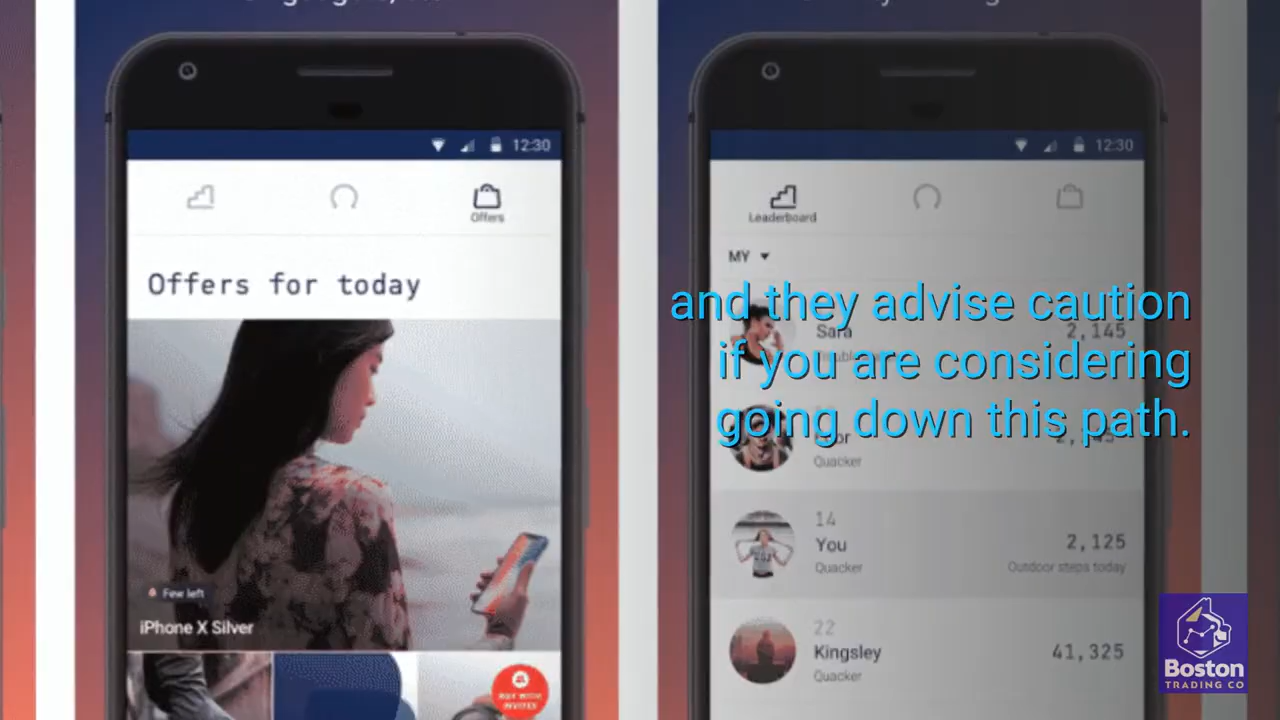 12:30
Offers
Offers for today
Few left
iPhone X Silver
12:30
Leaderboard
MY
and they advise caution
if you are considering
going down this path.
Sara
2,145
Quacker
14
You
2,125
Quacker
Outdoor steps today
22
Kingsley
41,325
Quacker
Boston
TRADING CO